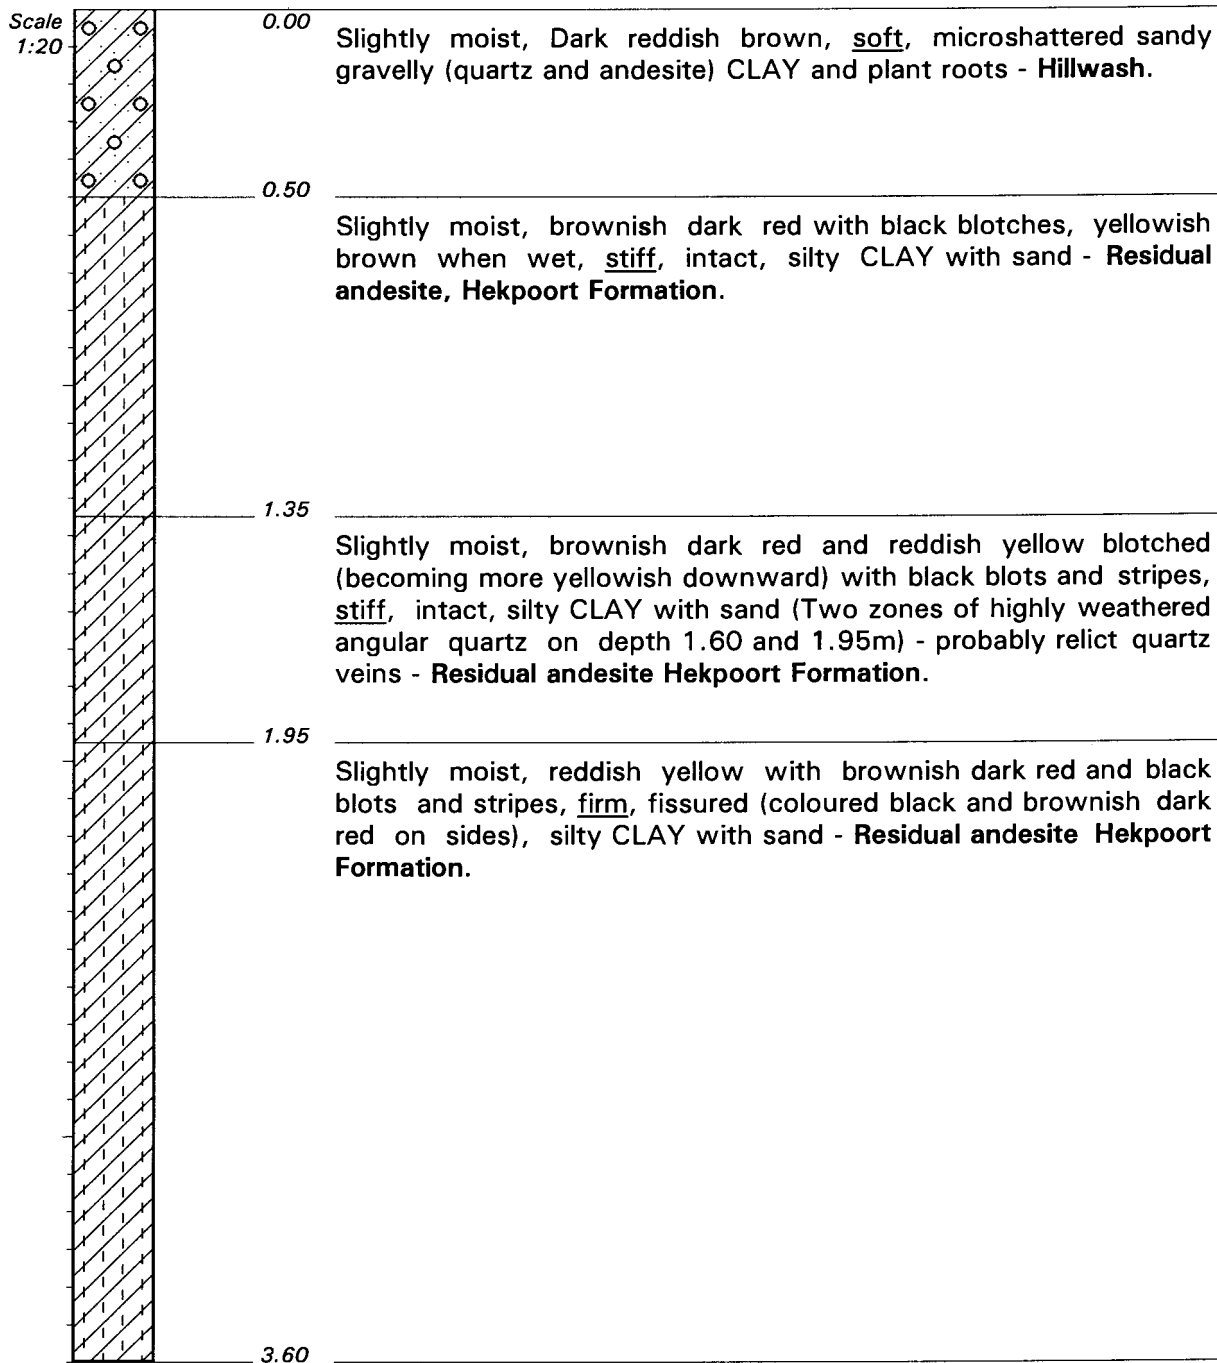 Scale
1:20
0.00
Slightly moist, Dark reddish brown, soft, microshattered sandy
gravelly (quartz and andesite) CLAY and plant roots - Hillwash.
0.50
Slightly moist, brownish dark red with black blotches, yellowish
brown when wet, stiff, intact, silty CLAY with sand - Residual
andesite, Hekpoort Formation.
1.35
Slightly moist, brownish dark red and reddish yellow blotched
(becoming more yellowish downward) with black blots and stripes,
stiff, intact, silty CLAY with sand (Two zones of highly weathered
angular quartz on depth 1.60 and 1.95m) - probably relict quartz
veins - Residual andesite Hekpoort Formation.
1.95
Slightly moist, reddish yellow with brownish dark red and black
blots and stripes, firm, fissured (coloured black and brownish dark
red on sides), silty CLAY with sand - Residual andesite Hekpoort
Formation.
3.60